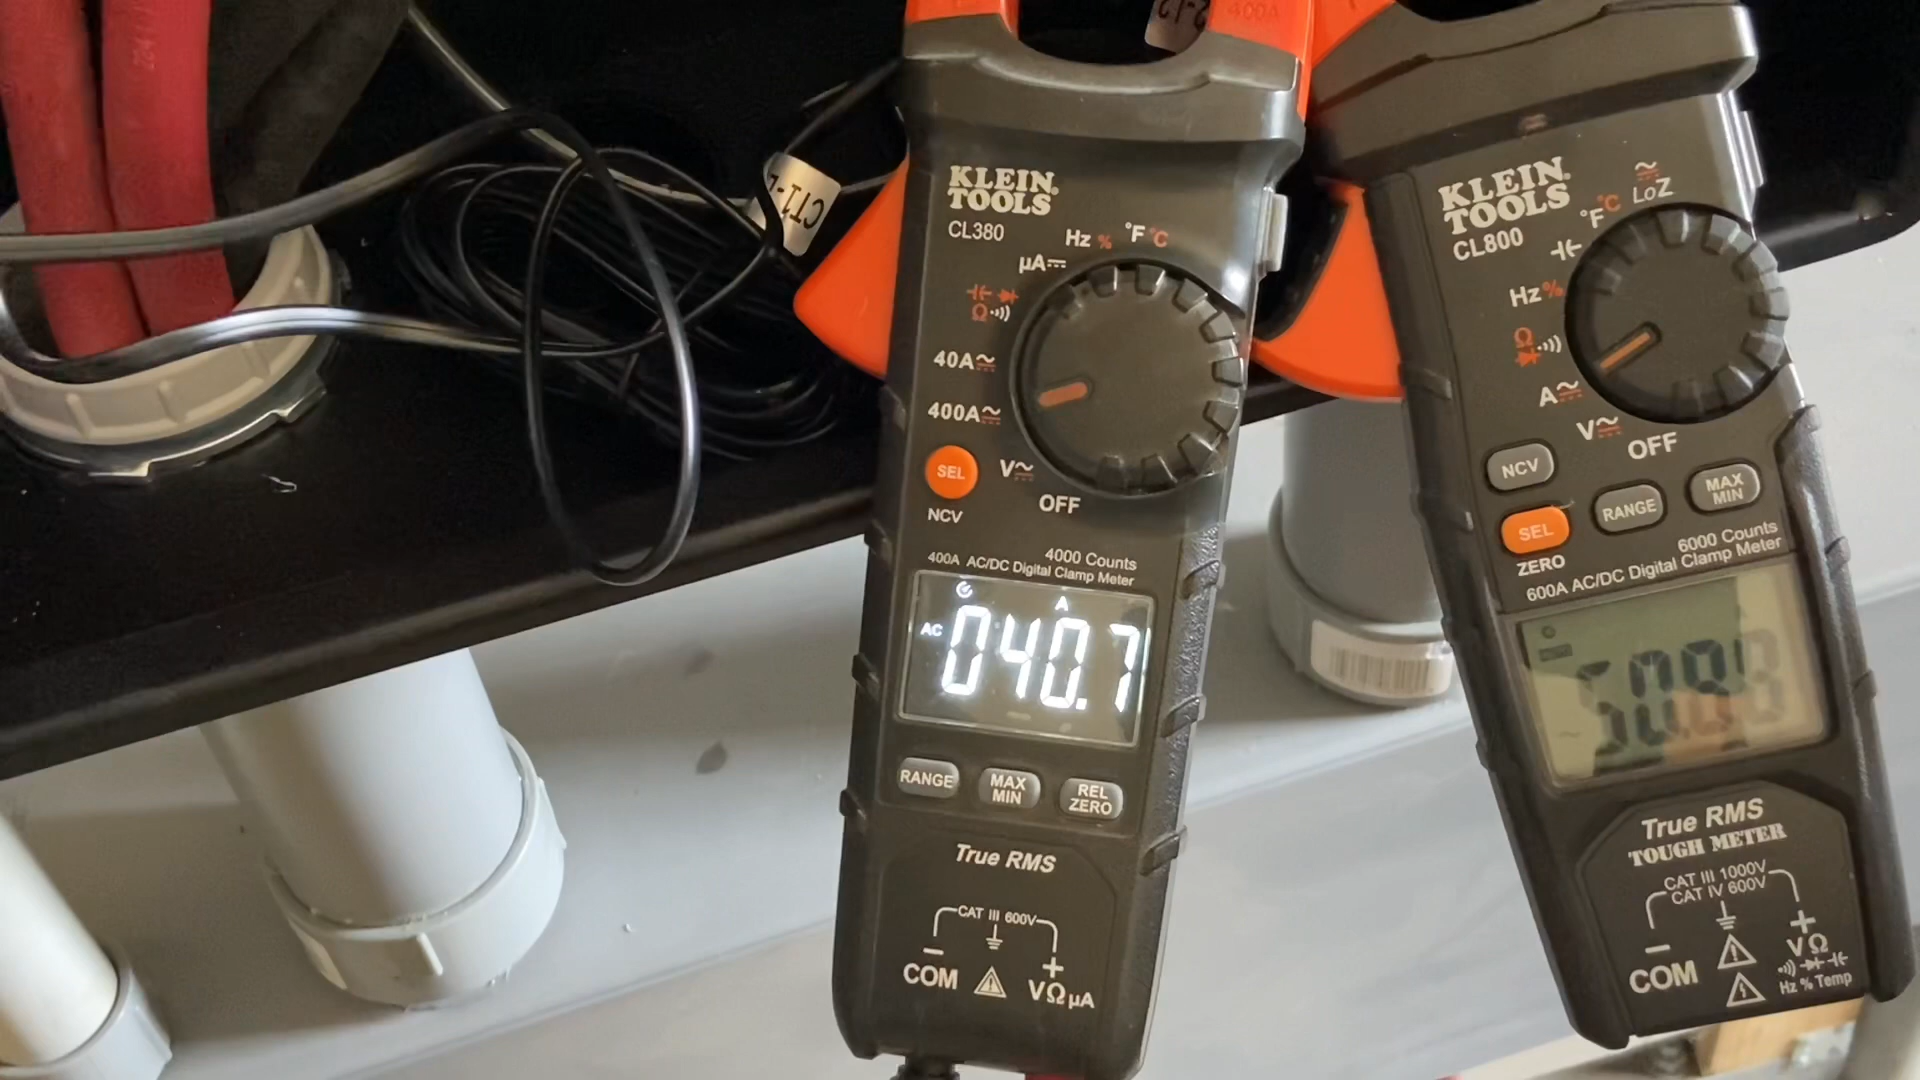 400A
KLEIN
TOOLS®
CL380
Hz % °F °C
µA
Ω
40A
400A
SEL
V
OFF
NCV
4000 Counts
400A AC/DC Digital Clamp Meter
A
AC 040.7
RANGE
MAX
MIN
REL
ZERO
True RMS
CAT III 600V
COM
VΩµA
KLEIN
TOOLS®
CL800
LoZ
°F °C
Hz%
Ω
A
V
OFF
NCV
SEL
RANGE
MAX
MIN
ZERO
6000 Counts
600A AC/DC Digital Clamp Meter
True RMS
TOUGH METER
CAT III 1000V
CAT IV 600V
COM
VΩ
Hz % Temp